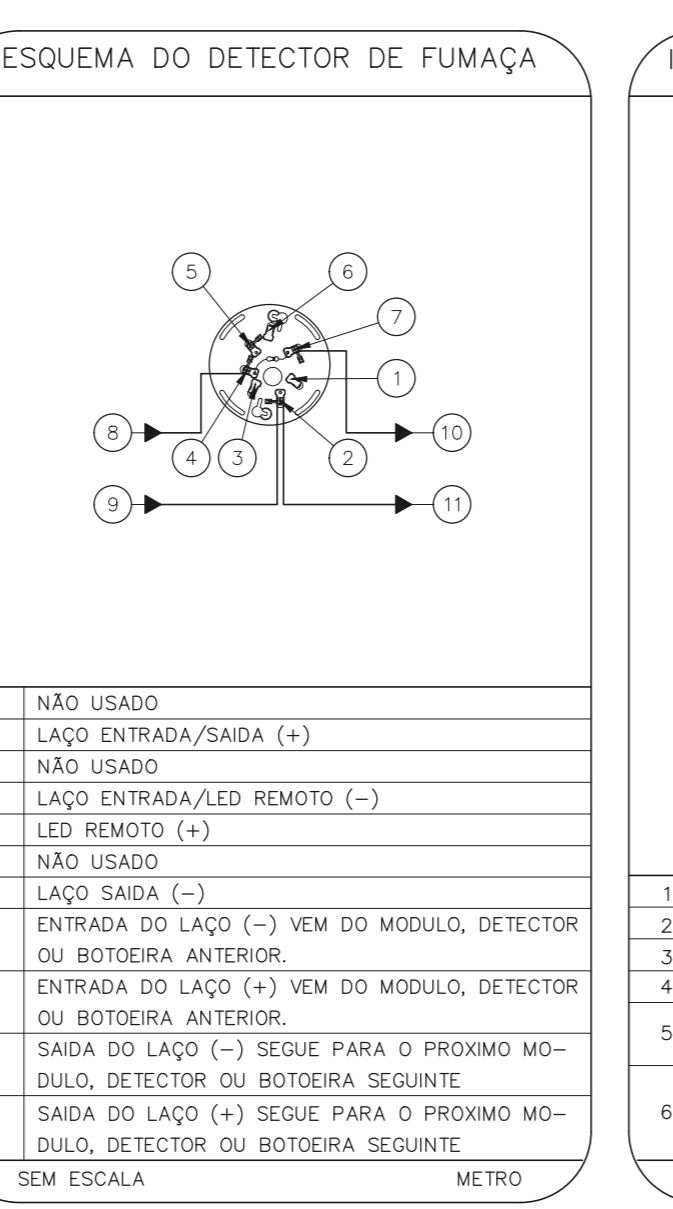 ESQUEMA DO DETECTOR DE FUMAÇA
5
6
7
1
8
10
4
3
2
9
11
NÃO USADO
LAÇO ENTRADA/SAIDA (+)
NÃO USADO
LAÇO ENTRADA/LED REMOTO (−)
LED REMOTO (+)
NÃO USADO
LAÇO SAIDA (−)
ENTRADA DO LAÇO (−) VEM DO MODULO, DETECTOR
OU BOTOEIRA ANTERIOR.
ENTRADA DO LAÇO (+) VEM DO MODULO, DETECTOR
OU BOTOEIRA ANTERIOR.
SAIDA DO LAÇO (−) SEGUE PARA O PROXIMO MO−
DULO, DETECTOR OU BOTOEIRA SEGUINTE
SAIDA DO LAÇO (+) SEGUE PARA O PROXIMO MO−
DULO, DETECTOR OU BOTOEIRA SEGUINTE
SEM ESCALA METRO
1
2
3
4
5
6